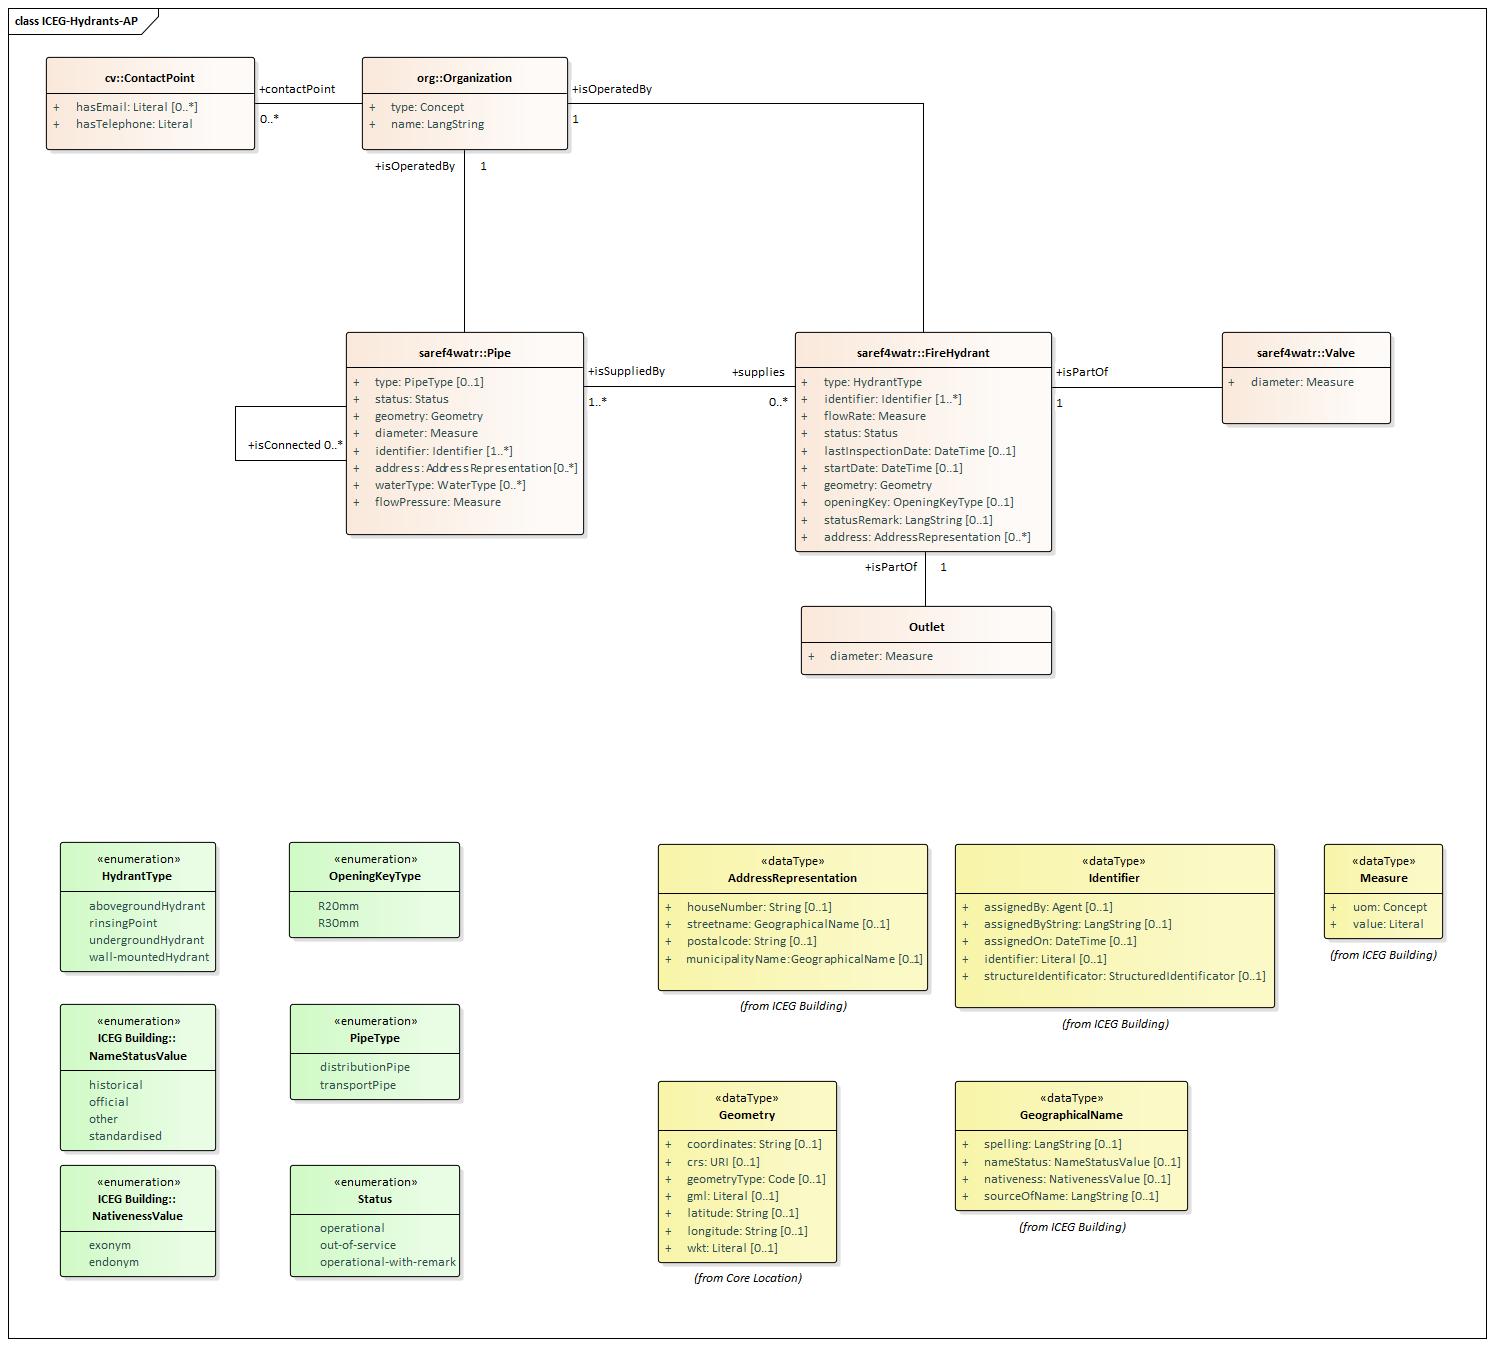 class ICEG-Hydrants-AP
cv::ContactPoint
+ hasEmail: Literal [0..*]
+ hasTelephone: Literal
+contactPoint
0..*
org::Organization
+ type: Concept
+ name: LangString
+isOperatedBy
1
+isOperatedBy 1
saref4watr::Pipe
+ type: PipeType [0..1]
+ status: Status
+ geometry: Geometry
+ diameter: Measure
+ identifier: Identifier [1..*]
+ address: AddressRepresentation [0..*]
+ waterType: WaterType [0..*]
+ flowPressure: Measure
+isConnected 0..*
+isSuppliedBy
1..*
+supplies
0..*
saref4watr::FireHydrant
+ type: HydrantType
+ identifier: Identifier [1..*]
+ flowRate: Measure
+ status: Status
+ lastInspectionDate: DateTime [0..1]
+ startDate: DateTime [0..1]
+ geometry: Geometry
+ openingKey: OpeningKeyType [0..1]
+ statusRemark: LangString [0..1]
+ address: AddressRepresentation [0..*]
+isPartOf
1
saref4watr::Valve
+ diameter: Measure
+isPartOf 1
Outlet
+ diameter: Measure
«enumeration»
HydrantType
abovegroundHydrant
rinsingPoint
undergroundHydrant
wall-mountedHydrant
«enumeration»
OpeningKeyType
R20mm
R30mm
«dataType»
AddressRepresentation
+ houseNumber: String [0..1]
+ streetname: GeographicalName [0..1]
+ postalcode: String [0..1]
+ municipalityName: GeographicalName [0..1]
(from ICEG Building)
«dataType»
Identifier
+ assignedBy: Agent [0..1]
+ assignedByString: LangString [0..1]
+ assignedOn: DateTime [0..1]
+ identifier: Literal [0..1]
+ structureIdentificator: StructuredIdentificator [0..1]
(from ICEG Building)
«dataType»
Measure
+ uom: Concept
+ value: Literal
(from ICEG Building)
«enumeration»
ICEG Building::
NameStatusValue
historical
official
other
standardised
«enumeration»
PipeType
distributionPipe
transportPipe
«enumeration»
ICEG Building::
NativenessValue
exonym
endonym
«enumeration»
Status
operational
out-of-service
operational-with-remark
«dataType»
Geometry
+ coordinates: String [0..1]
+ crs: URI [0..1]
+ geometryType: Code [0..1]
+ gml: Literal [0..1]
+ latitude: String [0..1]
+ longitude: String [0..1]
+ wkt: Literal [0..1]
(from Core Location)
«dataType»
GeographicalName
+ spelling: LangString [0..1]
+ nameStatus: NameStatusValue [0..1]
+ nativeness: NativenessValue [0..1]
+ sourceOfName: LangString [0..1]
(from ICEG Building)